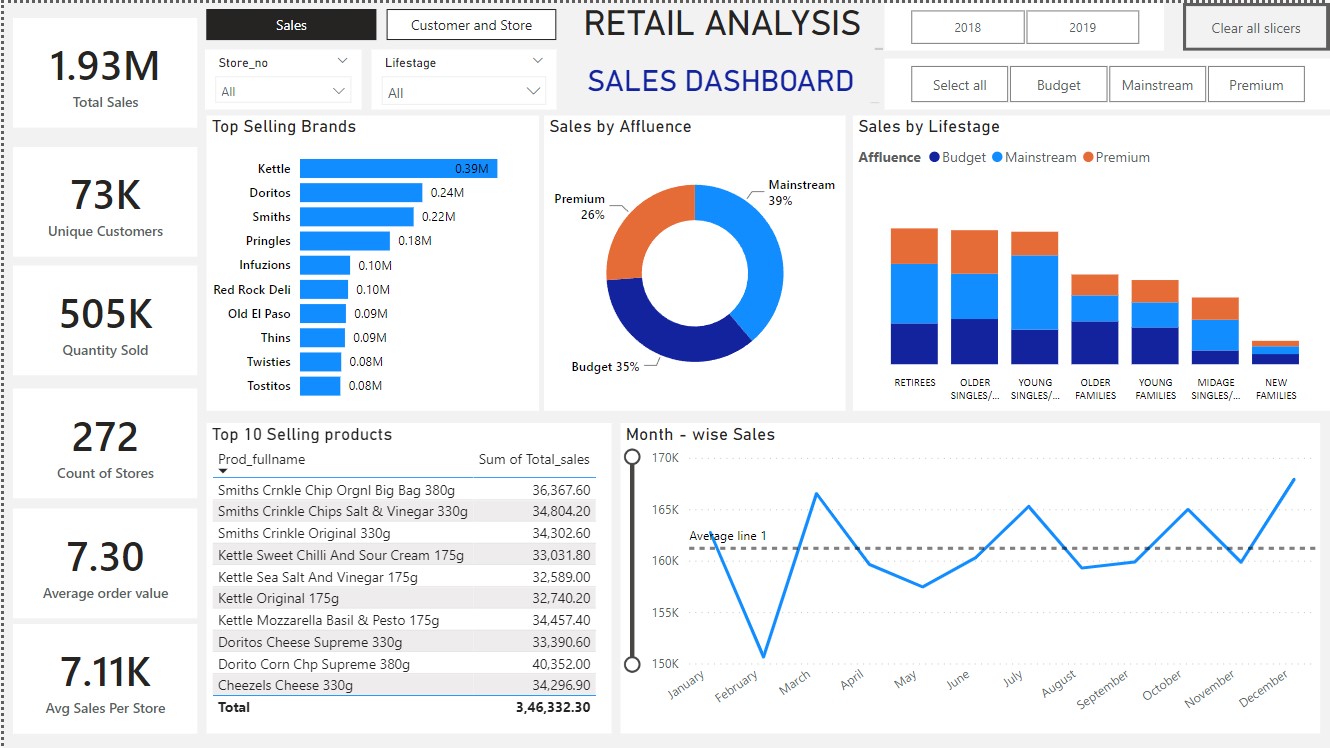 Sales
Customer and Store
RETAIL ANALYSIS
SALES DASHBOARD
2018
2019
Clear all slicers
Store_no
All
Lifestage
All
Select all
Budget
Mainstream
Premium
1.93M
Total Sales
73K
Unique Customers
505K
Quantity Sold
272
Count of Stores
7.30
Average order value
7.11K
Avg Sales Per Store
Top Selling Brands
Kettle 0.39M
Doritos 0.24M
Smiths 0.22M
Pringles 0.18M
Infuzions 0.10M
Red Rock Deli 0.10M
Old El Paso 0.09M
Thins 0.09M
Twisties 0.08M
Tostitos 0.08M
Sales by Affluence
Premium
26%
Mainstream
39%
Budget 35%
Sales by Lifestage
Affluence Budget Mainstream Premium
RETIREES
OLDER
SINGLES/...
YOUNG
SINGLES/...
OLDER
FAMILIES
YOUNG
FAMILIES
MIDAGE
SINGLES/...
NEW
FAMILIES
Top 10 Selling products
Prod_fullname Sum of Total_sales
Smiths Crnkle Chip Orgnl Big Bag 380g 36,367.60
Smiths Crinkle Chips Salt & Vinegar 330g 34,804.20
Smiths Crinkle Original 330g 34,302.60
Kettle Sweet Chilli And Sour Cream 175g 33,031.80
Kettle Sea Salt And Vinegar 175g 32,589.00
Kettle Original 175g 32,740.20
Kettle Mozzarella Basil & Pesto 175g 34,457.40
Doritos Cheese Supreme 330g 33,390.60
Dorito Corn Chp Supreme 380g 40,352.00
Cheezels Cheese 330g 34,296.90
Total 3,46,332.30
Month - wise Sales
170K
165K
Average line 1
160K
155K
150K
January
February
March
April
May
June
July
August
September
October
November
December